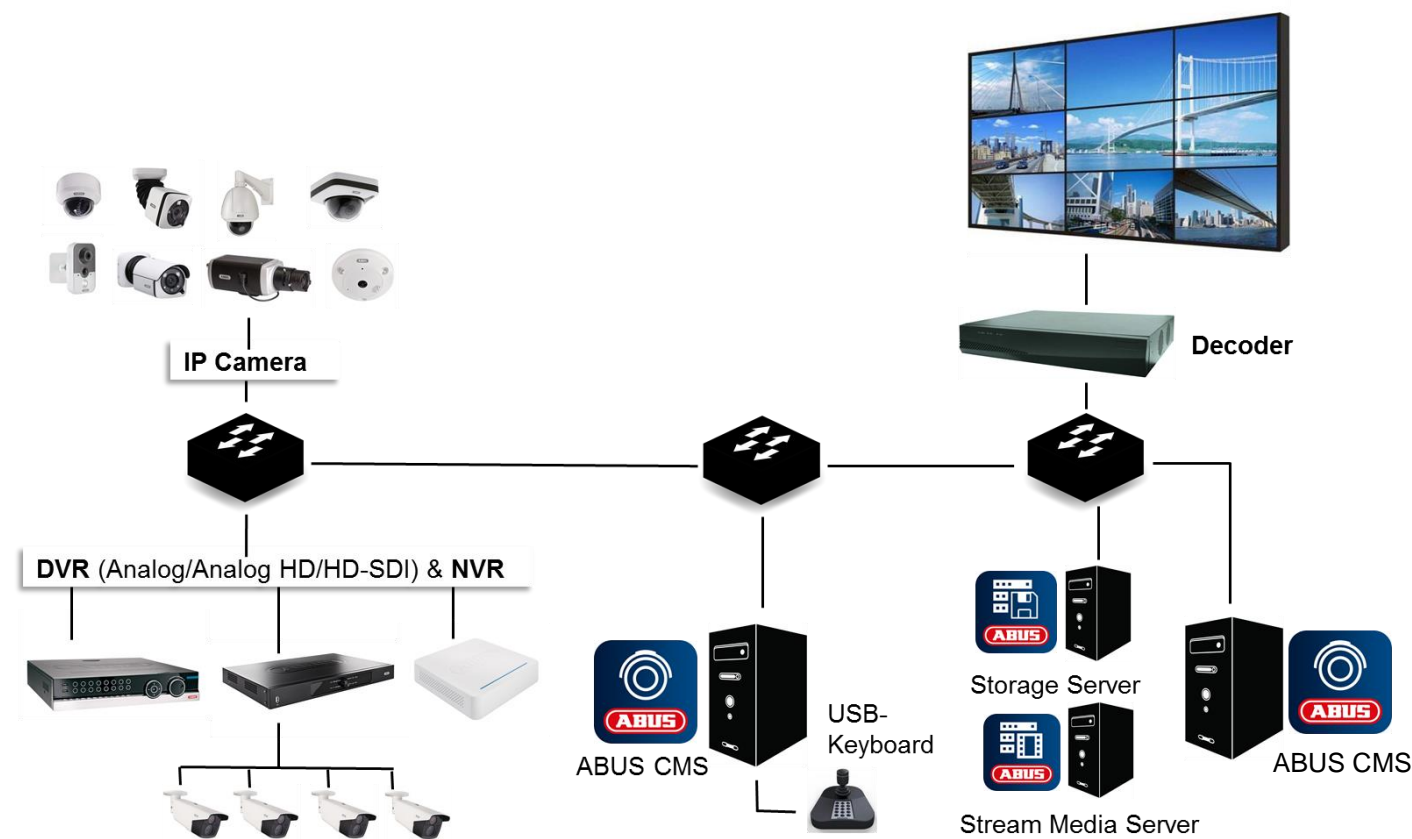 IP Camera
Decoder
DVR (Analog/Analog HD/HD-SDI) & NVR
ABUS
ABUS CMS
USB-
Keyboard
ABUS
Storage Server
ABUS
Stream Media Server
ABUS
ABUS CMS